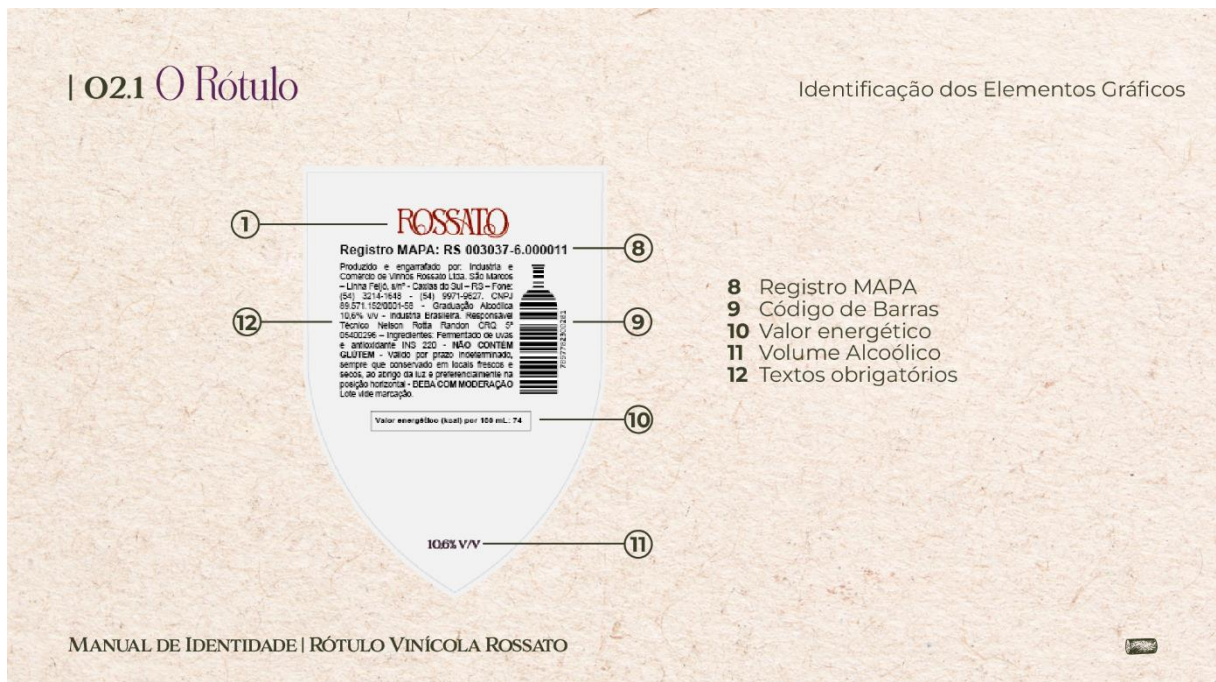 | 02.1 O Rótulo
Identificação dos Elementos Gráficos
1
ROSSATO
Registro MAPA: RS 003037-6.000011
8
Produzido e engarrafado por: Industria e
Comércio de Vinhos Rossato Ltda. São Marcos
– Linha Feijó, s/nº - Caxias do Sul – RS – Fone:
(54) 3214-1648 - (54) 9971-9627. CNPJ
89.571.152/0001-58 - Graduação Alcoólica
10,6% v/v - Industria Brasileira. Responsável
Técnico Nelson Rotta Randon CRQ 5ª
05400296 – Ingredientes: Fermentado de uvas
e antioxidante INS 220 - NÃO CONTÉM
GLÚTEM - Válido por prazo indeterminado,
sempre que conservado em locais frescos e
secos, ao abrigo da luz e preferencialmente na
posição horizontal - BEBA COM MODERAÇÃO
Lote vide marcação.
12
9
Valor energético (kcal) por 100 mL: 74
10
10,6% V/V
11
8 Registro MAPA
9 Código de Barras
10 Valor energético
11 Volume Alcoólico
12 Textos obrigatórios
MANUAL DE IDENTIDADE | RÓTULO VINÍCOLA ROSSATO